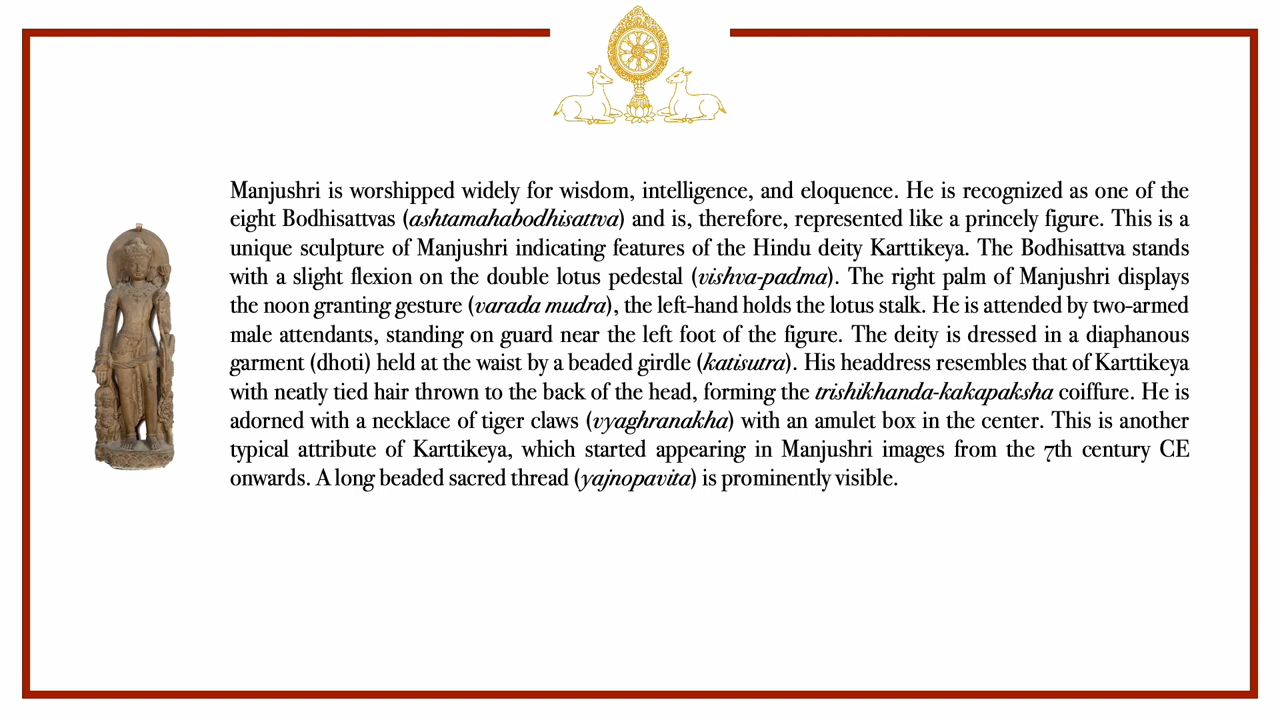 Manjushri is worshipped widely for wisdom, intelligence, and eloquence. He is recognized as one of the
eight Bodhisattvas (ashtamahabodhisattva) and is, therefore, represented like a princely figure. This is a
unique sculpture of Manjushri indicating features of the Hindu deity Karttikeya. The Bodhisattva stands
with a slight flexion on the double lotus pedestal (vishva-padma). The right palm of Manjushri displays
the noon granting gesture (varada mudra), the left-hand holds the lotus stalk. He is attended by two-armed
male attendants, standing on guard near the left foot of the figure. The deity is dressed in a diaphanous
garment (dhoti) held at the waist by a beaded girdle (katisutra). His headdress resembles that of Karttikeya
with neatly tied hair thrown to the back of the head, forming the trishikhanda-kakapaksha coiffure. He is
adorned with a necklace of tiger claws (vyaghranakha) with an amulet box in the center. This is another
typical attribute of Karttikeya, which started appearing in Manjushri images from the 7th century CE
onwards. A long beaded sacred thread (yajnopavita) is prominently visible.